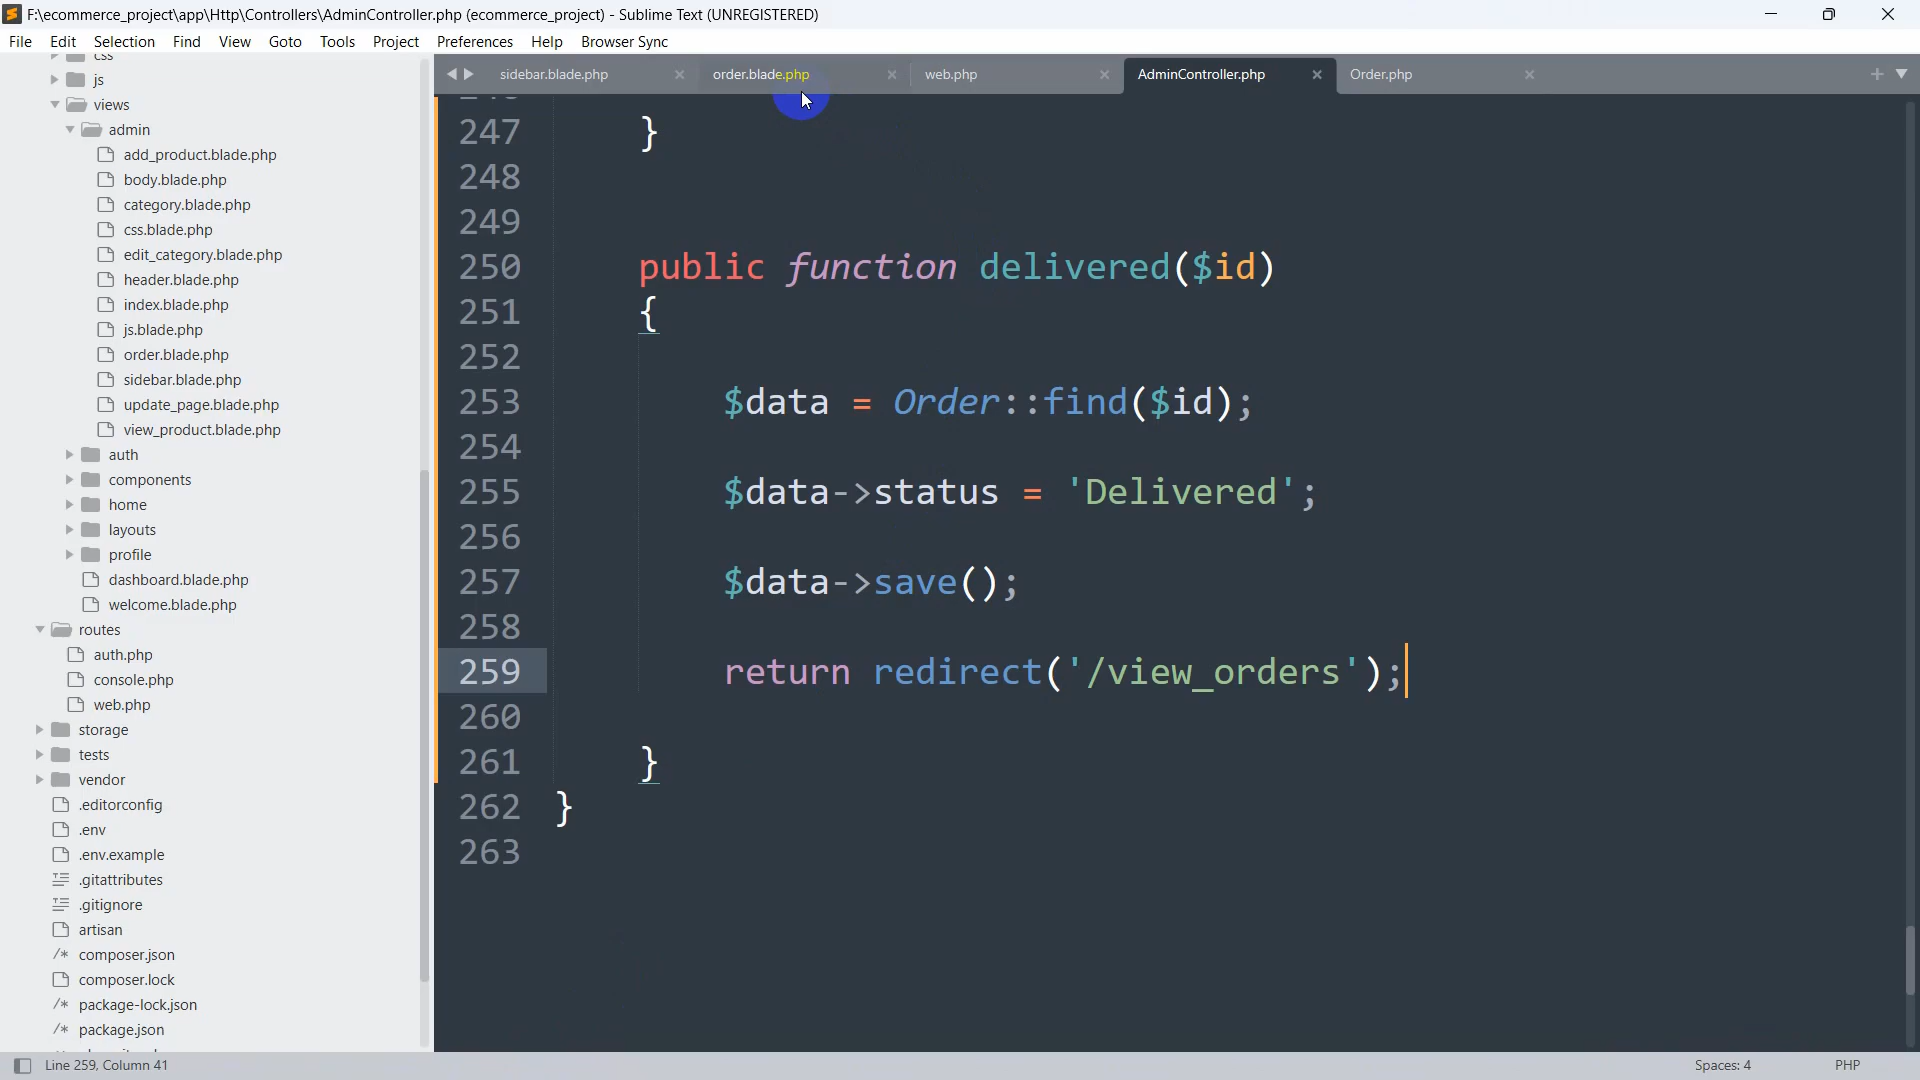 F:\ecommerce_project\app\Http\Controllers\AdminController.php (ecommerce_project) - Sublime Text (UNREGISTERED)
File Edit Selection Find View Goto Tools Project Preferences Help Browser Sync
css
js
views
admin
add_product.blade.php
body.blade.php
category.blade.php
css.blade.php
edit_category.blade.php
header.blade.php
index.blade.php
js.blade.php
order.blade.php
sidebar.blade.php
update_page.blade.php
view_product.blade.php
auth
components
home
layouts
profile
dashboard.blade.php
welcome.blade.php
routes
auth.php
console.php
web.php
storage
tests
vendor
.editorconfig
.env
.env.example
.gitattributes
.gitignore
artisan
/* composer.json
composer.lock
/* package-lock.json
/* package.json
sidebar.blade.php order.blade.php web.php AdminController.php Order.php
247 }
248
249
250 public function delivered($id)
251 {
252
253 $data = Order::find($id);
254
255 $data->status = 'Delivered';
256
257 $data->save();
258
259 return redirect('/view_orders');
260
261 }
262 }
263
Line 259, Column 41 Spaces: 4 PHP